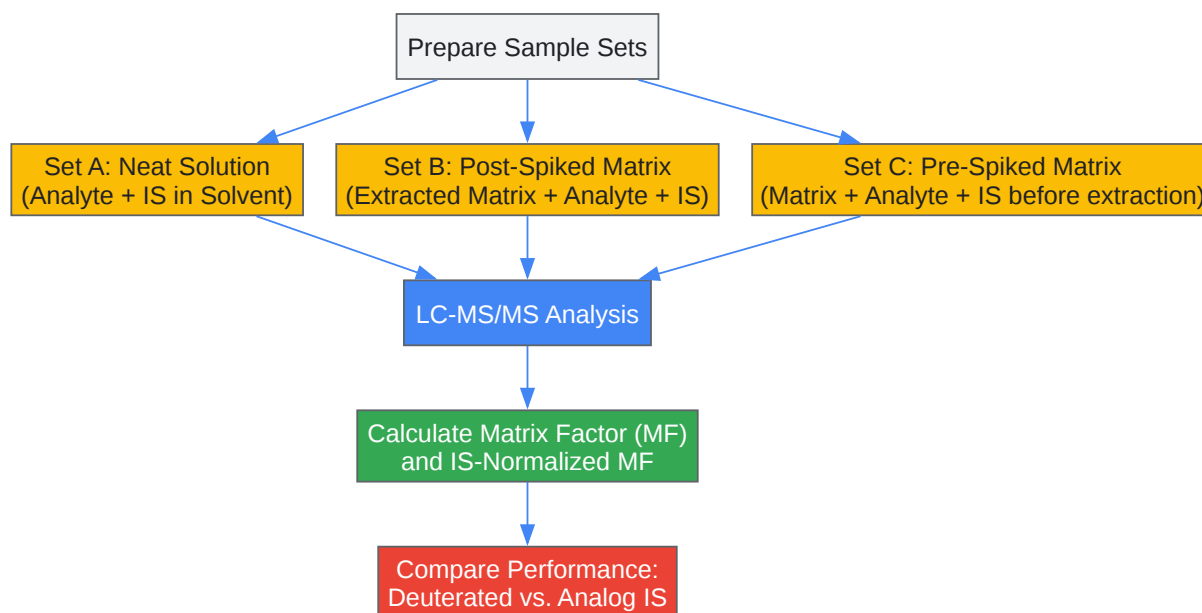 Prepare Sample Sets
Set A: Neat Solution
(Analyte + IS in Solvent)
Set B: Post-Spiked Matrix
(Extracted Matrix + Analyte + IS)
Set C: Pre-Spiked Matrix
(Matrix + Analyte + IS before extraction)
LC-MS/MS Analysis
Calculate Matrix Factor (MF)
and IS-Normalized MF
Compare Performance:
Deuterated vs. Analog IS